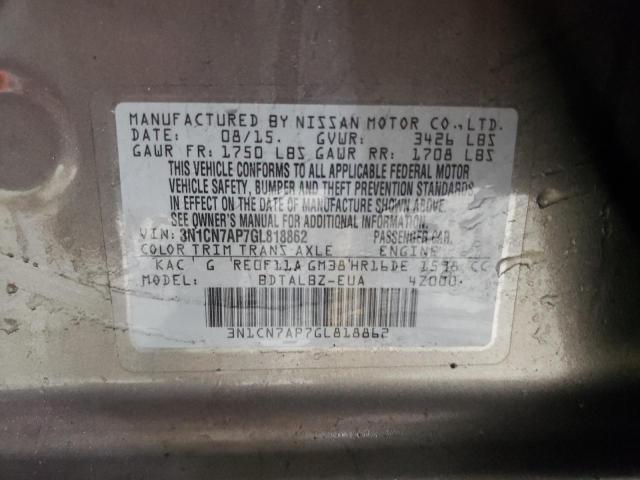 MANUFACTURED BY NISSAN MOTOR CO.,LTD.
DATE: 08/15. GVWR: 3426 LBS
GAWR FR: 1750 LBS GAWR RR: 1708 LBS
THIS VEHICLE CONFORMS TO ALL APPLICABLE FEDERAL MOTOR
VEHICLE SAFETY, BUMPER AND THEFT PREVENTION STANDARDS
IN EFFECT ON THE DATE OF MANUFACTURE SHOWN ABOVE.
SEE OWNER'S MANUAL FOR ADDITIONAL INFORMATION.
VIN: 3N1CN7AP7GL818862 PASSENGER CAR.
COLOR TRIM TRANS AXLE ENGINE
KAC G RE0F11A GM38 HR16DE 1598 CC
MODEL: BDTALBZ-EUA 4Z000
3N1CN7AP7GL818862